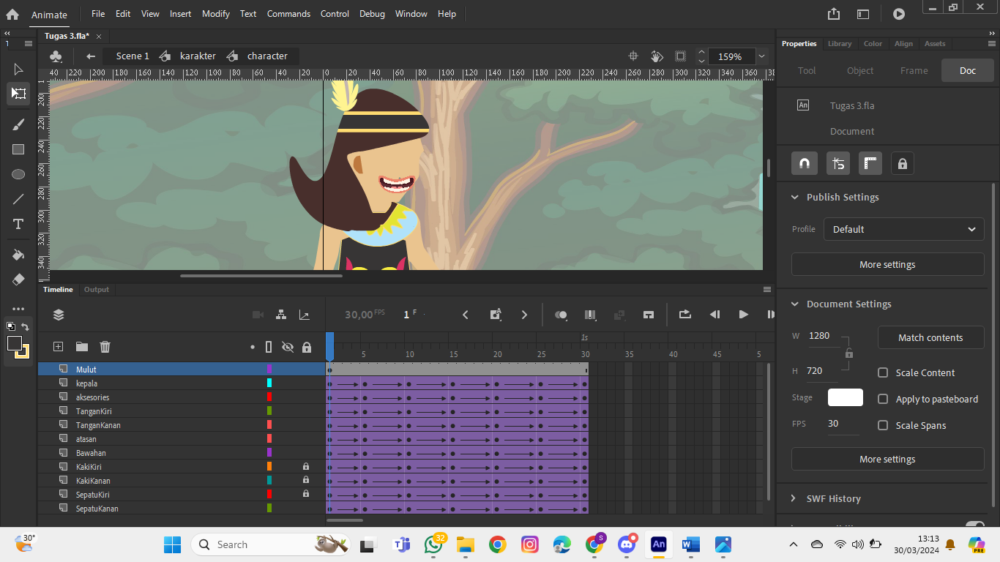 Animate File Edit View Insert Modify Text Commands Control Debug Window Help
Tugas 3.fla*
1
Scene 1 karakter character 159%
Properties Library Color Align Assets
Tool Object Frame Doc
40 220 200 180 160 140 120 100 80 60 40 20 0 20 40 60 80 100 120 140 160 180 200 220 240 260 280 300 320 340 360 38
200
220
240
260
280
300
320
340
An Tugas 3.fla
Document
Publish Settings
Profile Default
More settings
Document Settings
W 1280 Match contents
H 720 Scale Content
Stage Apply to pasteboard
FPS 30 Scale Spans
More settings
SWF History
Timeline Output
30,00 FPS 1 F
1s
5 10 15 20 25 30 35 40 45 5
Mulut
kepala
aksesories
TanganKiri
TanganKanan
atasan
Bawahan
KakiKiri
KakiKanan
SepatuKiri
SepatuKanan
30° Search 32 S An PRE 13:13
30/03/2024